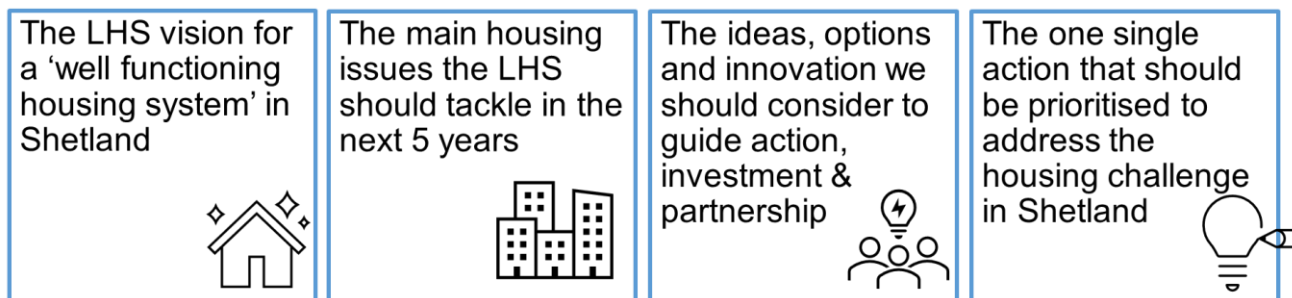 The LHS vision for
a ‘well functioning
housing system’ in
Shetland
The main housing
issues the LHS
should tackle in the
next 5 years
The ideas, options
and innovation we
should consider to
guide action,
investment &
partnership
The one single
action that should
be prioritised to
address the
housing challenge
in Shetland